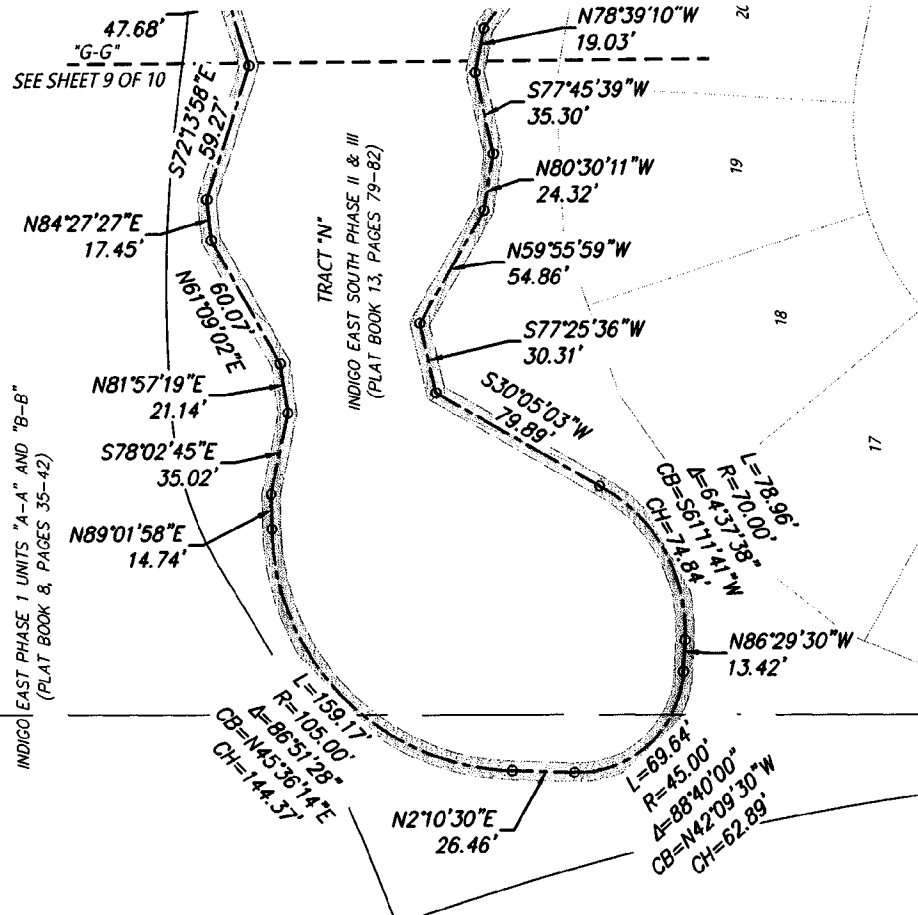 47.68'
"G-G"
SEE SHEET 9 OF 10
S72°13'58"E
59.27'
N84°27'27"E
17.45'
60.07'
N61°09'02"E
N81°57'19"E
21.14'
S78°02'45"E
35.02'
N89°01'58"E
14.74'
INDIGO EAST PHASE 1 UNITS "A-A" AND "B-B"
(PLAT BOOK 8, PAGES 35-42)
TRACT "N"
INDIGO EAST SOUTH PHASE II & III
(PLAT BOOK 13, PAGES 79-82)
N78°39'10"W
19.03'
S77°45'39"W
35.30'
N80°30'11"W
24.32'
N59°55'59"W
54.86'
S77°25'36"W
30.31'
S30°05'03"W
79.89'
L=78.96'
R=70.00'
Δ=64°37'38"
CB=S61°11'41"W
CH=74.84'
N86°29'30"W
13.42'
L=69.64'
R=45.00'
Δ=88°40'00"
CB=N42°09'30"W
CH=62.89'
N2°10'30"E
26.46'
L=159.17'
R=105.00'
Δ=86°51'28"
CB=N45°36'14"E
CH=144.37'
19
18
17